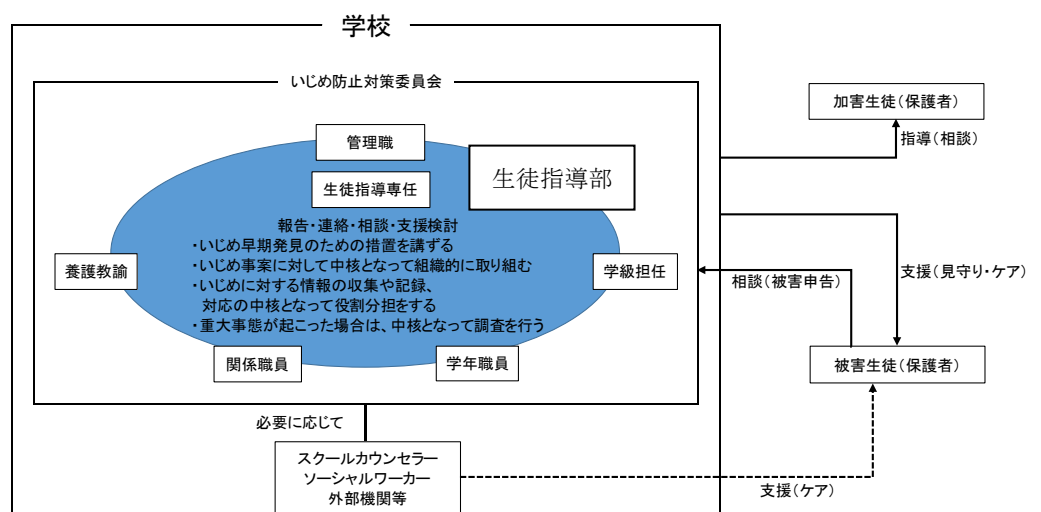 学校
いじめ防止対策委員会
管理職
生徒指導部
生徒指導専任
報告・連絡・相談・支援検討
・いじめ早期発見のための措置を講ずる
・いじめ事案に対して中核となって組織的に取り組む
・いじめに対する情報の収集や記録、
対応の中核となって役割分担をする
・重大事態が起こった場合は、中核となって調査を行う
養護教諭
学級担任
関係職員
学年職員
必要に応じて
スクールカウンセラー
ソーシャルワーカー
外部機関等
加害生徒(保護者)
指導(相談)
相談(被害申告)
支援(見守り・ケア)
被害生徒(保護者)
支援(ケア)